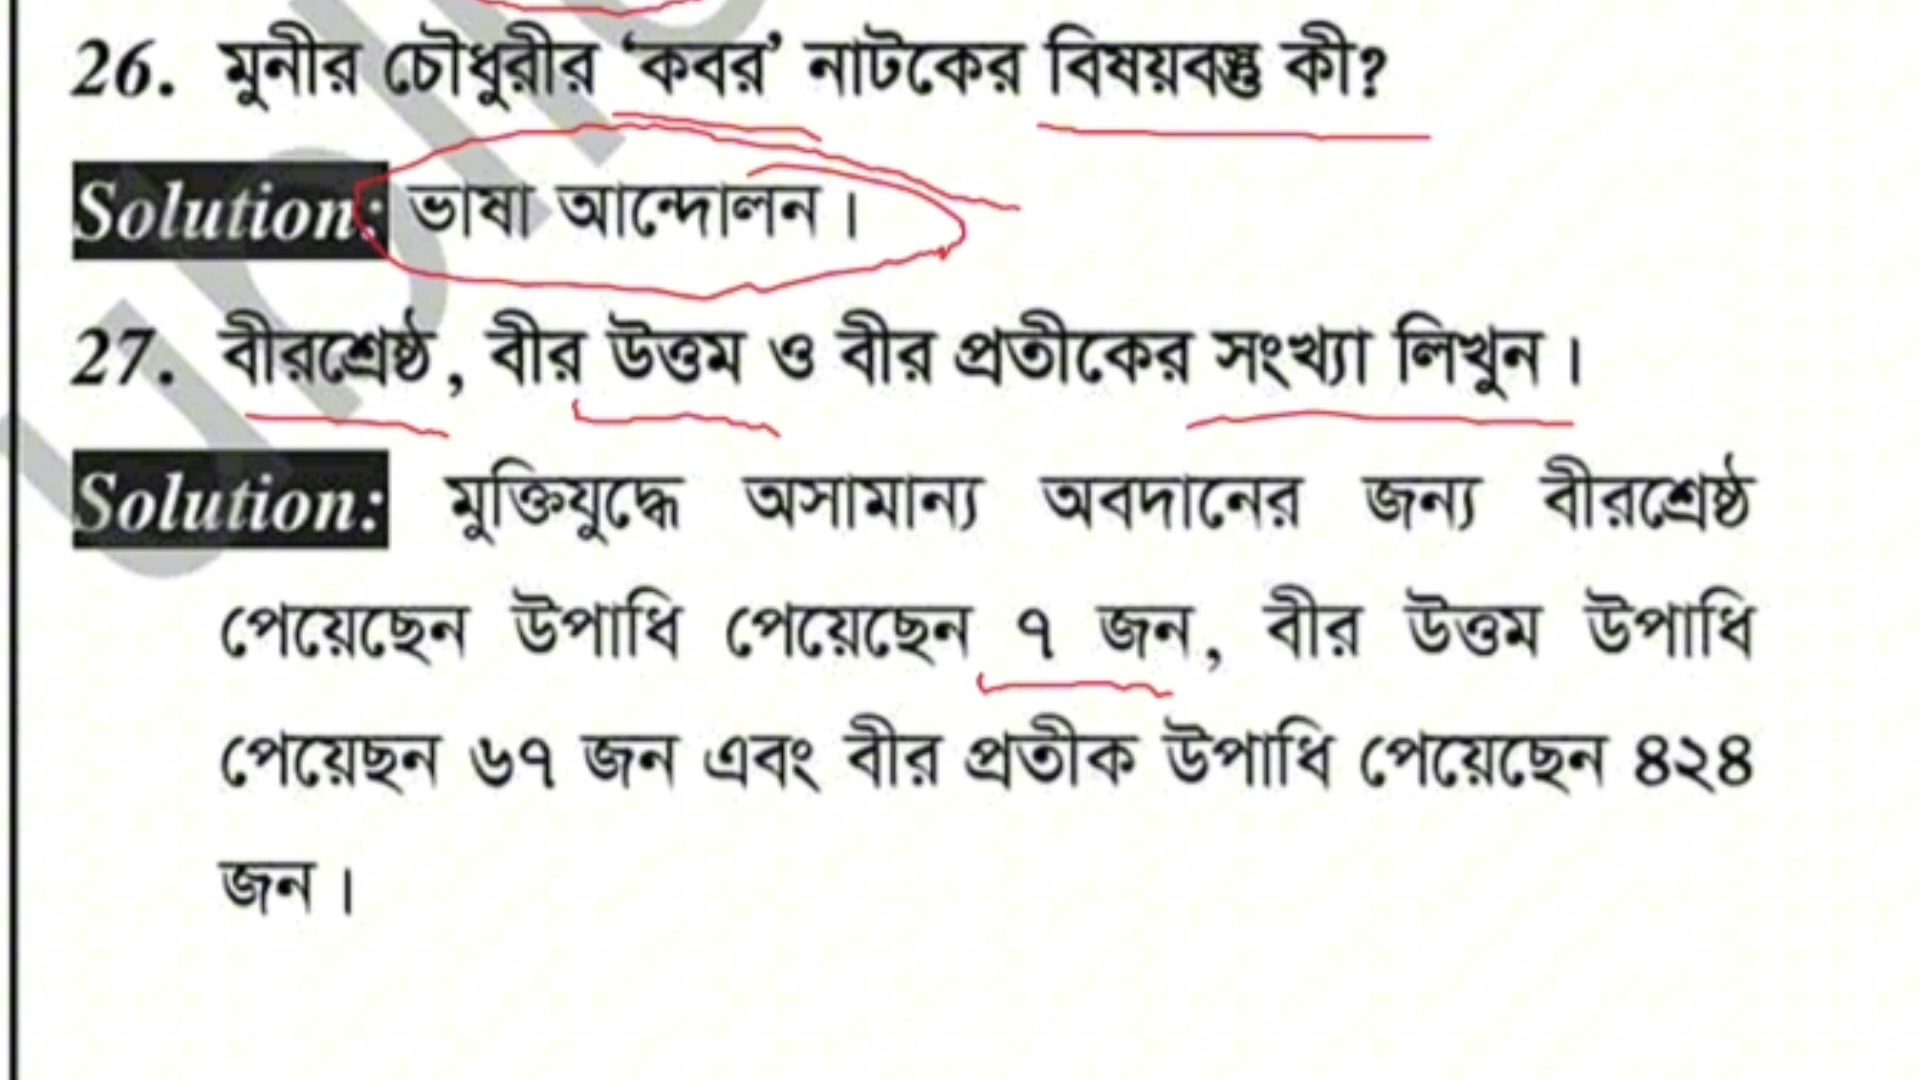 26. মুনীর চৌধুরীর ‘কবর’ নাটকের বিষয়বস্তু কী?
Solution: ভাষা আন্দোলন।
27. বীরশ্রেষ্ঠ, বীর উত্তম ও বীর প্রতীকের সংখ্যা লিখুন।
Solution: মুক্তিযুদ্ধে অসামান্য অবদানের জন্য বীরশ্রেষ্ঠ
পেয়েছেন উপাধি পেয়েছেন ৭ জন, বীর উত্তম উপাধি
পেয়েছন ৬৭ জন এবং বীর প্রতীক উপাধি পেয়েছেন ৪২৪
জন।